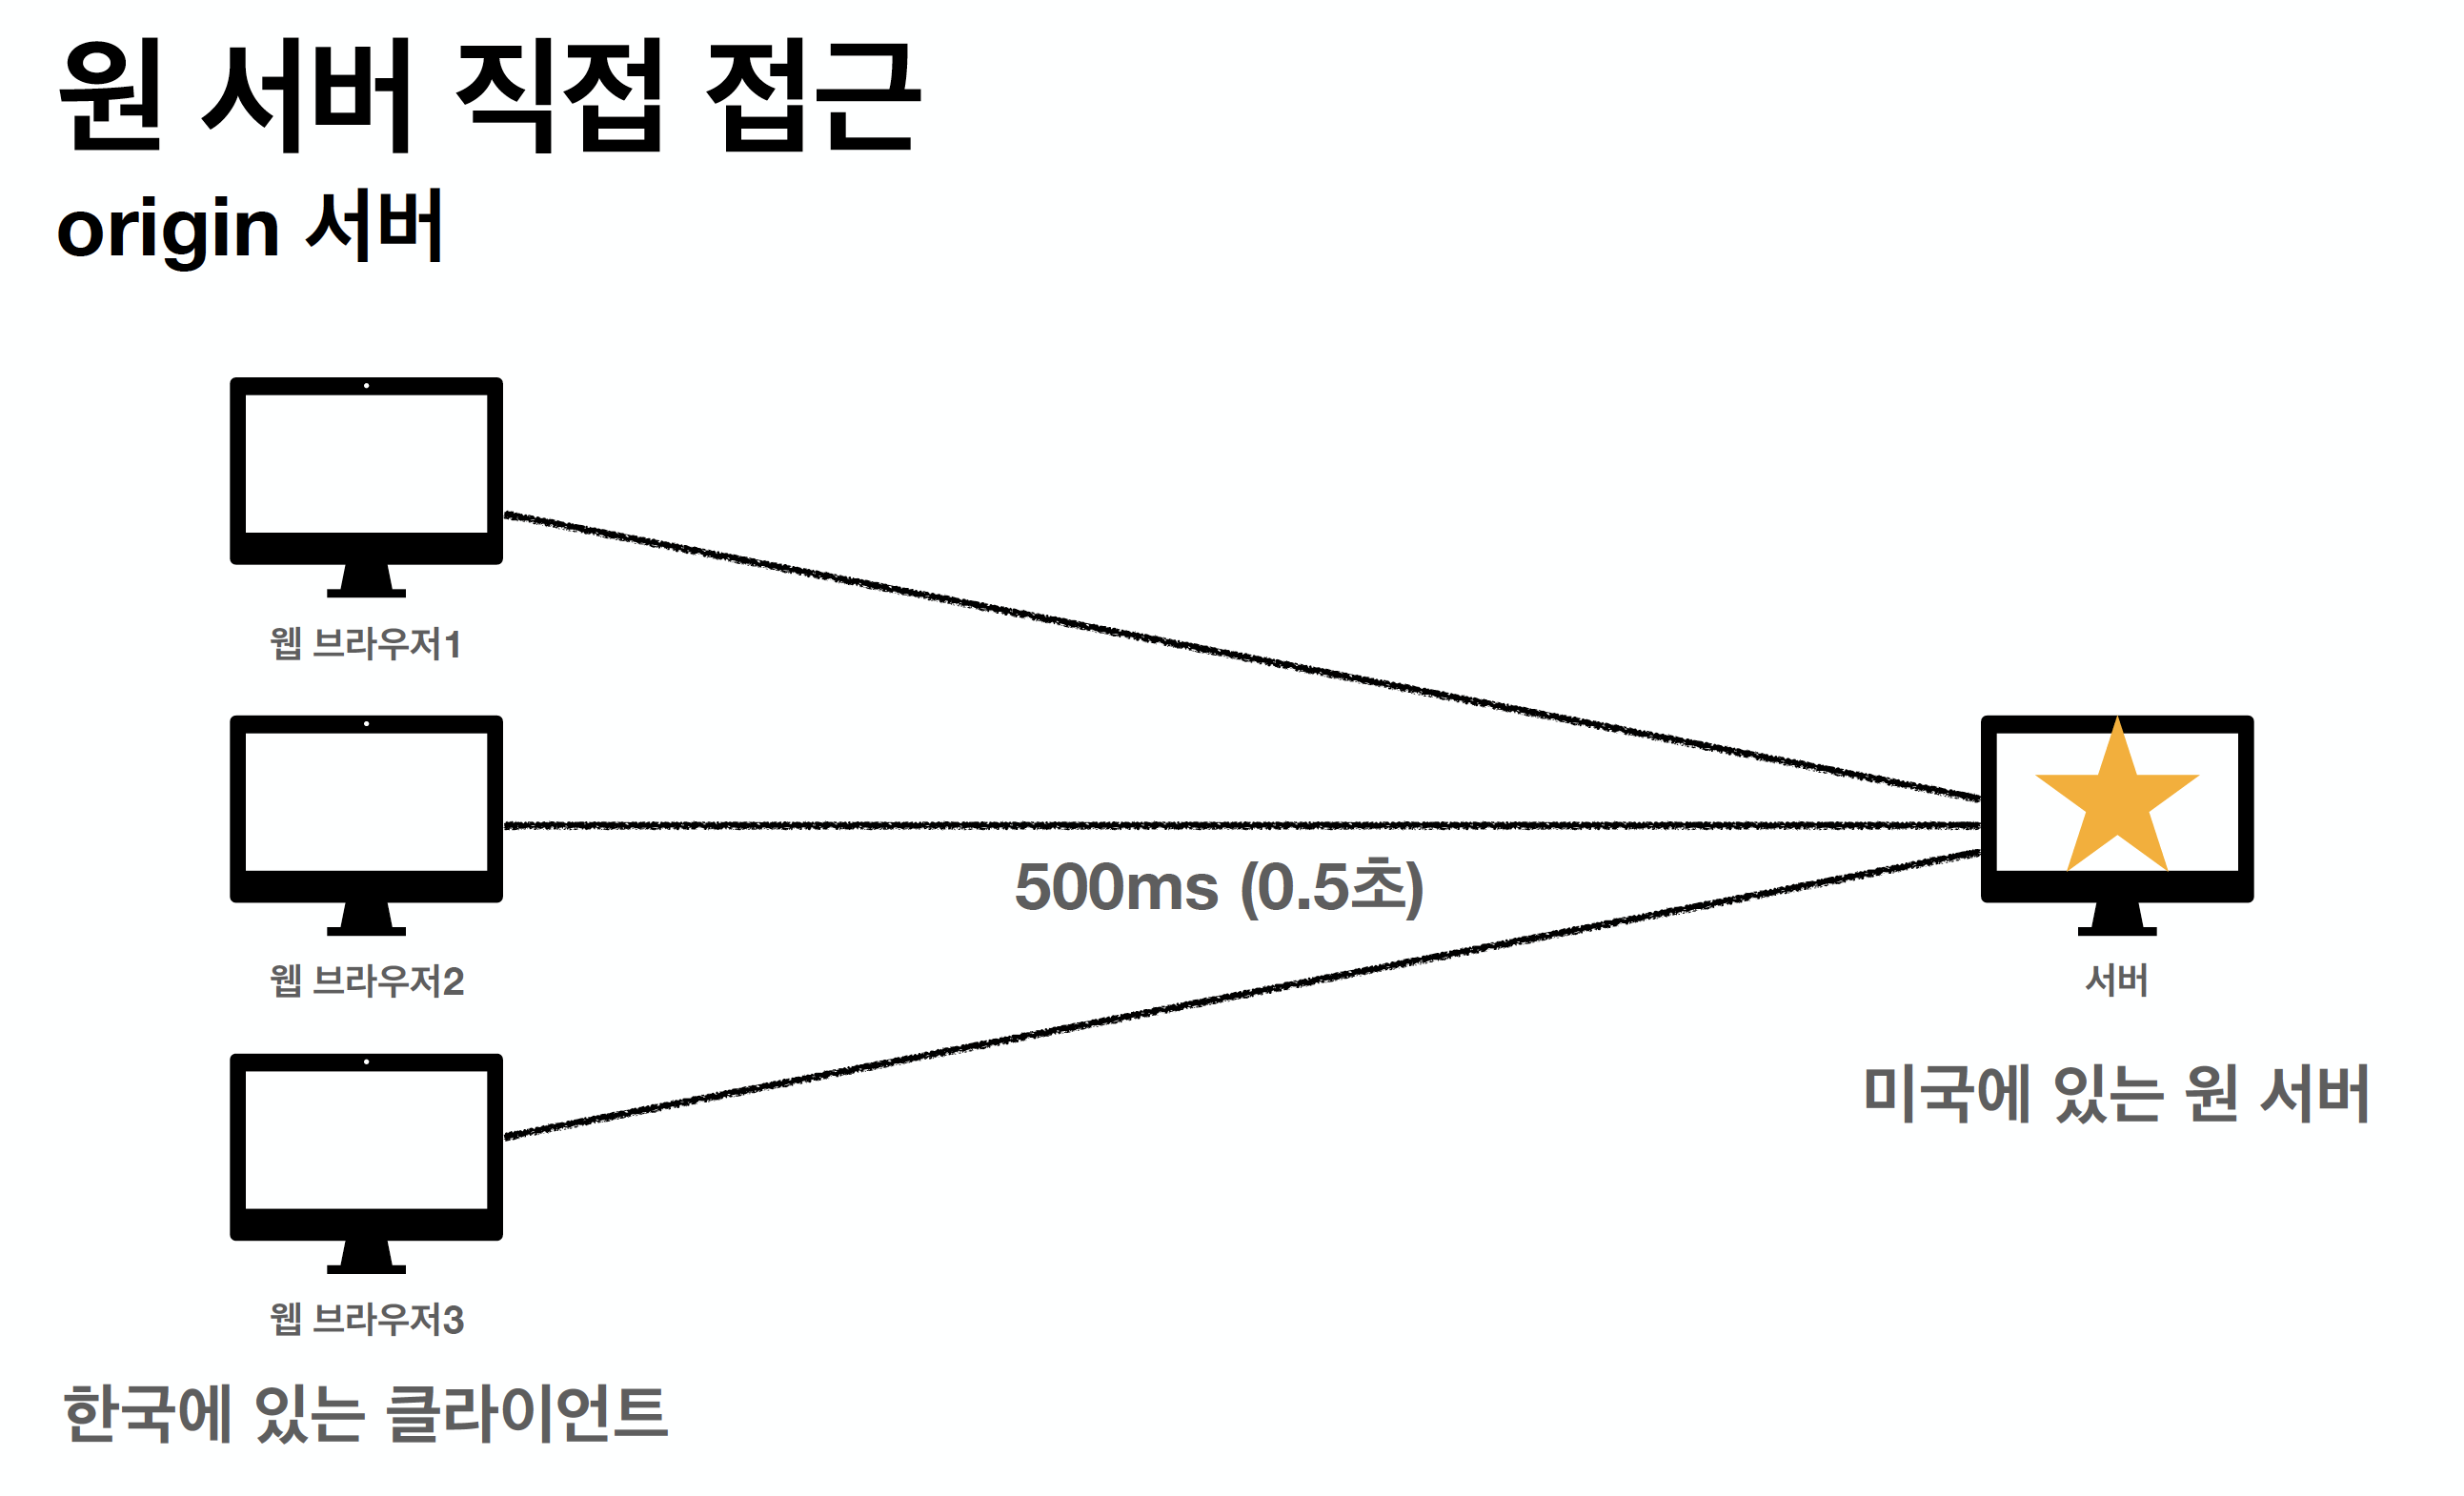 원 서버 직접 접근
origin 서버
웹 브라우저1
웹 브라우저2
500ms (0.5초)
서버
미국에 있는 원 서버
웹 브라우저3
한국에 있는 클라이언트